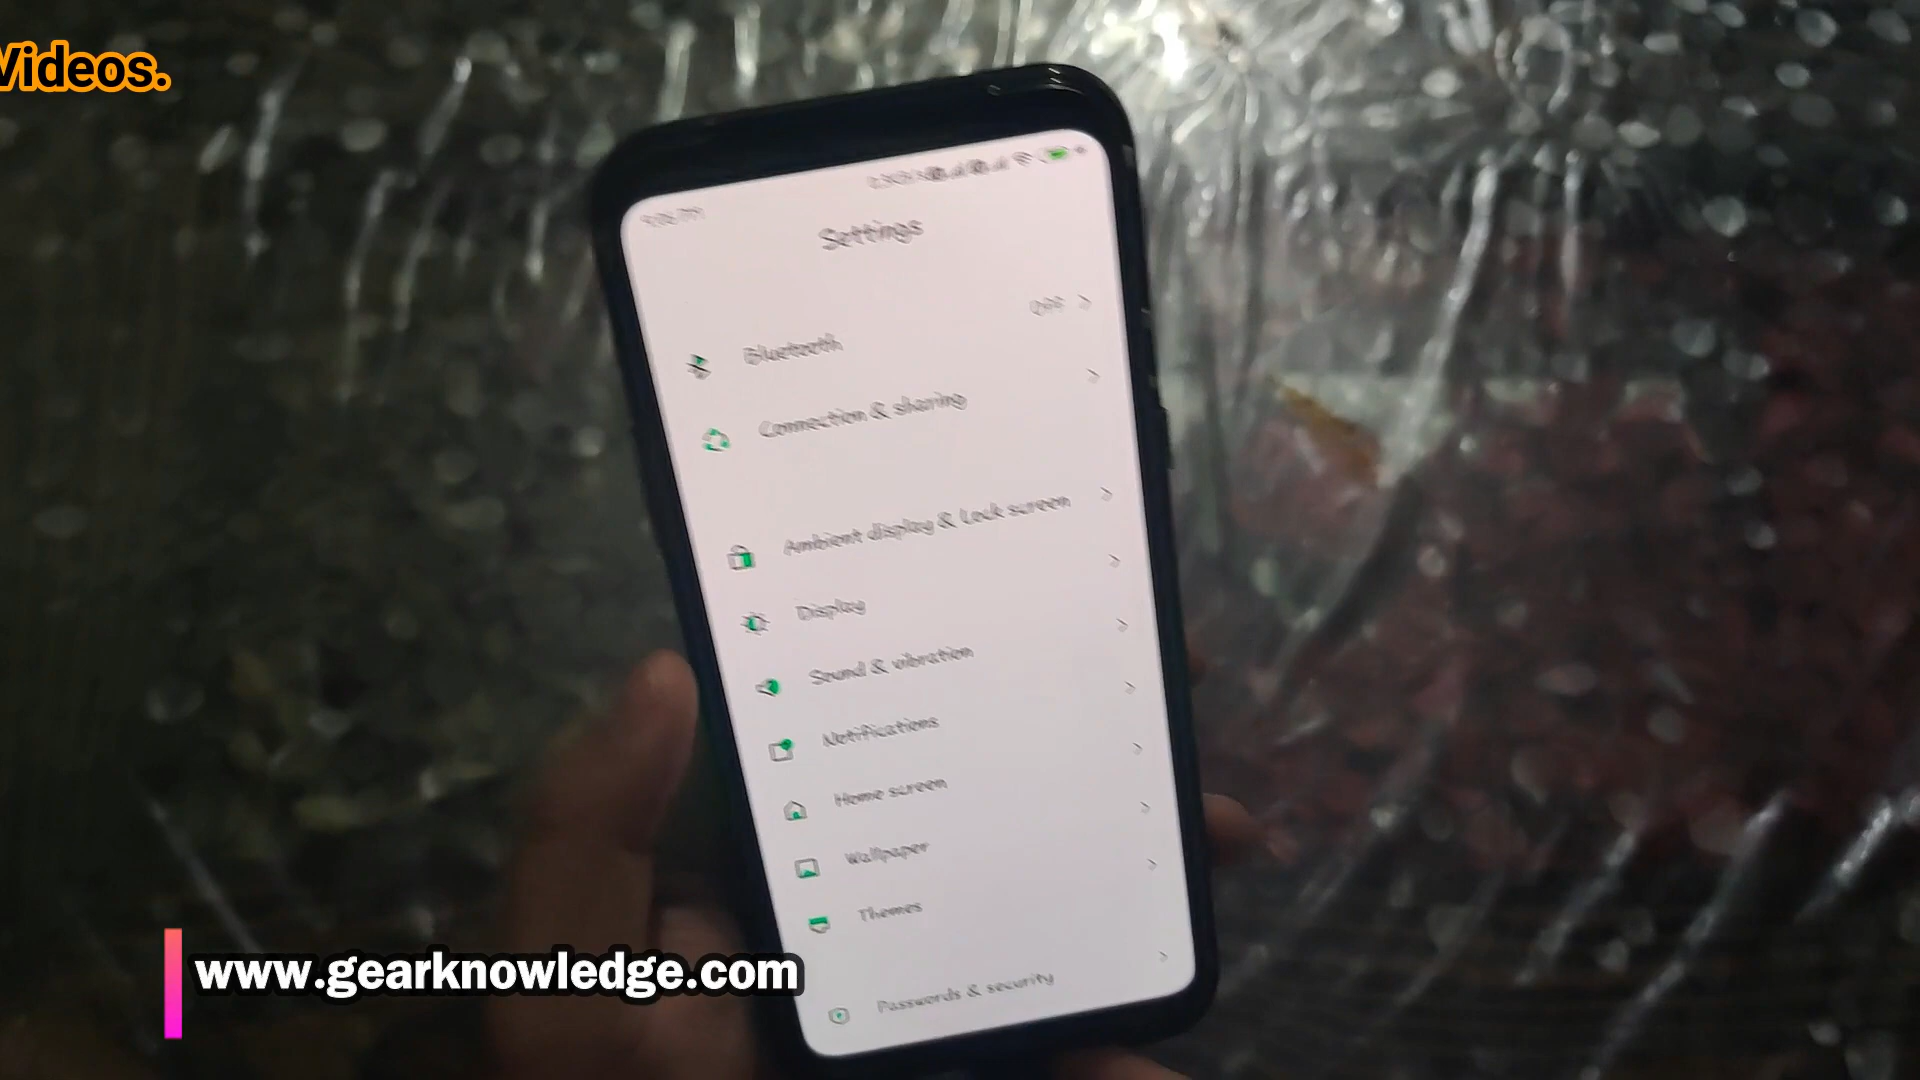 Videos.
Settings
Off
Bluetooth
Connection & sharing
Ambient display & Lock screen
Display
Sound & vibration
Notifications
Home screen
Wallpaper
Themes
www.gearknowledge.com
Passwords & security